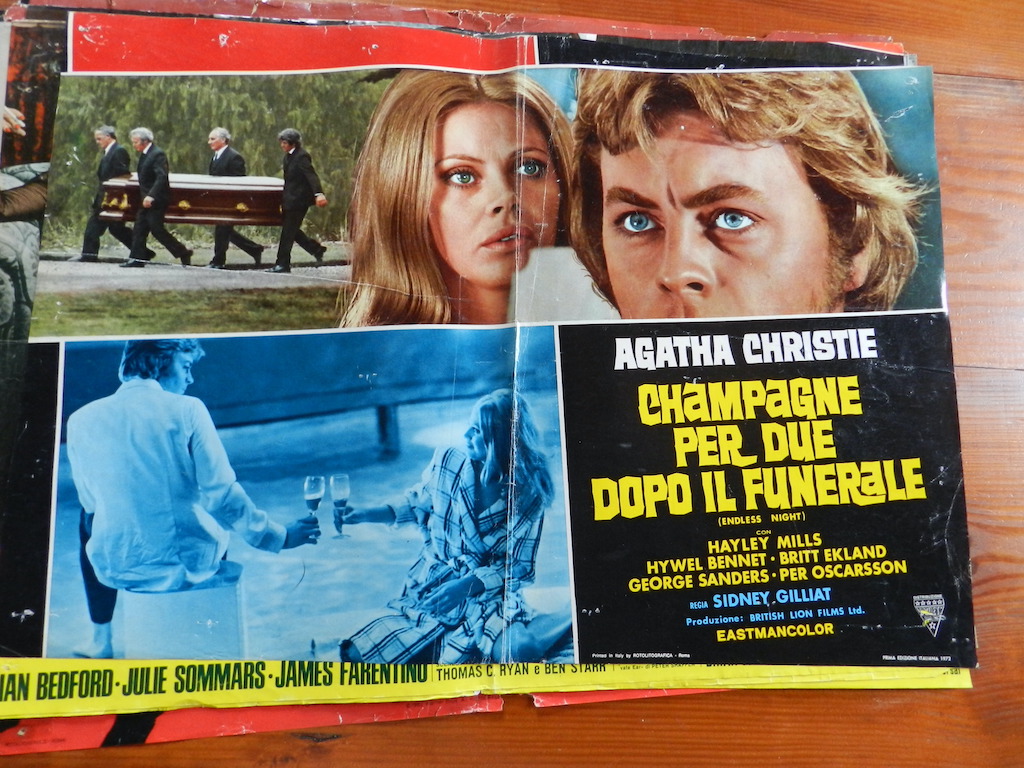 AGATHA CHRISTIE
CHAMPAGNE
PER DUE
DOPO IL FUNERALE
(ENDLESS NIGHT)
CON
HAYLEY MILLS
HYWEL BENNET • BRITT EKLAND
GEORGE SANDERS • PER OSCARSSON
REGIA SIDNEY GILLIAT
Produzione: BRITISH LION FILMS Ltd.
EASTMANCOLOR
Printed in Italy by ROTOLITOGRAFICA - Roma
PRIMA EDIZIONE ITALIANA 1972
IAN BEDFORD • JULIE SOMMARS • JAMES FARENTINO
THOMAS C. RYAN e BEN STARR